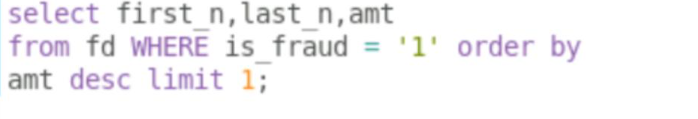 select first_n,last_n,amt
from fd WHERE is_fraud = '1' order by
amt desc limit 1;